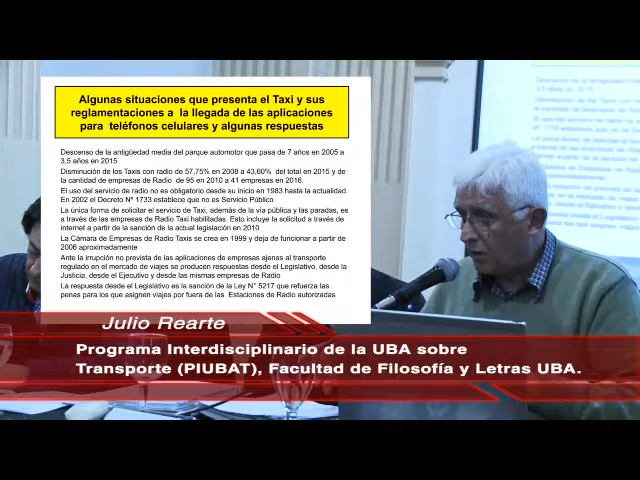 Algunas situaciones que presenta el Taxi y sus
reglamentaciones a  la llegada de las aplicaciones
para  teléfonos celulares y algunas respuestas
Descenso de la antigüedad media del parque automotor que pasa de 7 años en 2005 a
3,5 años en 2015
Disminución de los Taxis con radio de 57,75% en 2008 a 43,60%  del total en 2015 y de
la cantidad de empresas de Radio  de 95 en 2010 a 41 empresas en 2016.
El uso del servicio de radio no es obligatorio desde su inicio en 1983 hasta la actualidad.
En 2002 el Decreto Nº 1733 establece que no es Servicio Público
La única forma de solicitar el servicio de Taxi, además de la vía pública y las paradas, es
a través de las empresas de Radio Taxi habilitadas. Esto incluye la solicitud a través de
internet a partir de la sanción de la actual legislación en 2010
La Cámara de Empresas de Radio Taxis se crea en 1999 y deja de funcionar a partir de
2006 aproximadamente
Ante la irrupción no prevista de las aplicaciones de empresas ajenas al transporte
regulado en el mercado de viajes se producen respuestas desde el Legislativo, desde la
Justicia, desde el Ejecutivo y desde las mismas empresas de Radio
La respuesta desde el Legislativo es la sanción de la Ley N° 5217 que refuerza las
penas para los que asignen viajes por fuera de las  Estaciones de Radio autorizadas
Julio Rearte
Programa Interdisciplinario de la UBA sobre
Transporte (PIUBAT), Facultad de Filosofía y Letras UBA.